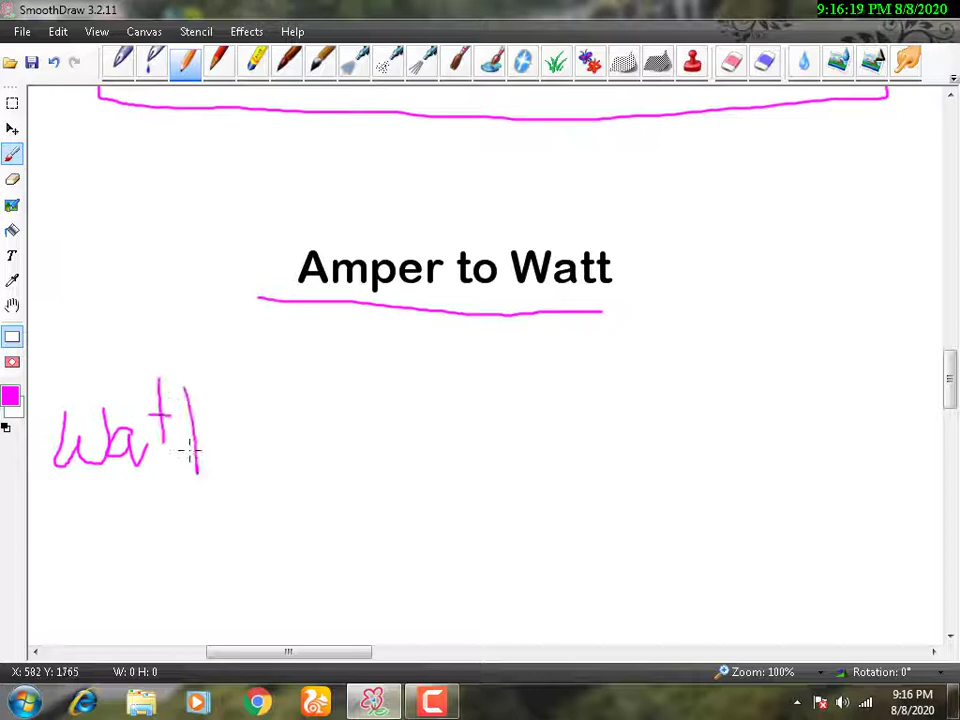 SmoothDraw 3.2.11
9:16:19 PM 8/8/2020
File Edit View Canvas Stencil Effects Help
Amper to Watt
Watt
X: 582 Y: 1765 W: 0 H: 0 Zoom: 100% Rotation: 0°
9:16 PM
8/8/2020